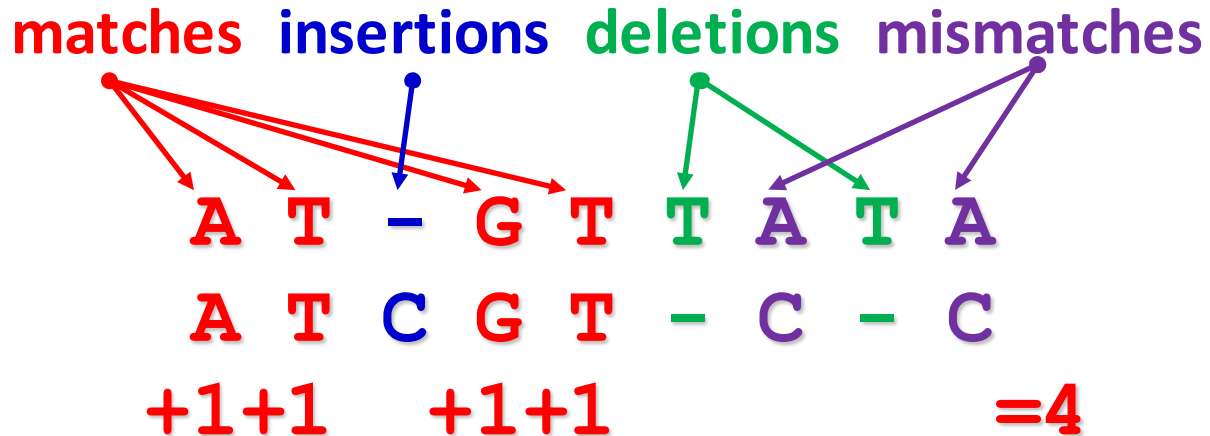 matches insertions deletions mismatches
A T - G T T A T A
A T C G T - C - C
+1+1 +1+1 =4